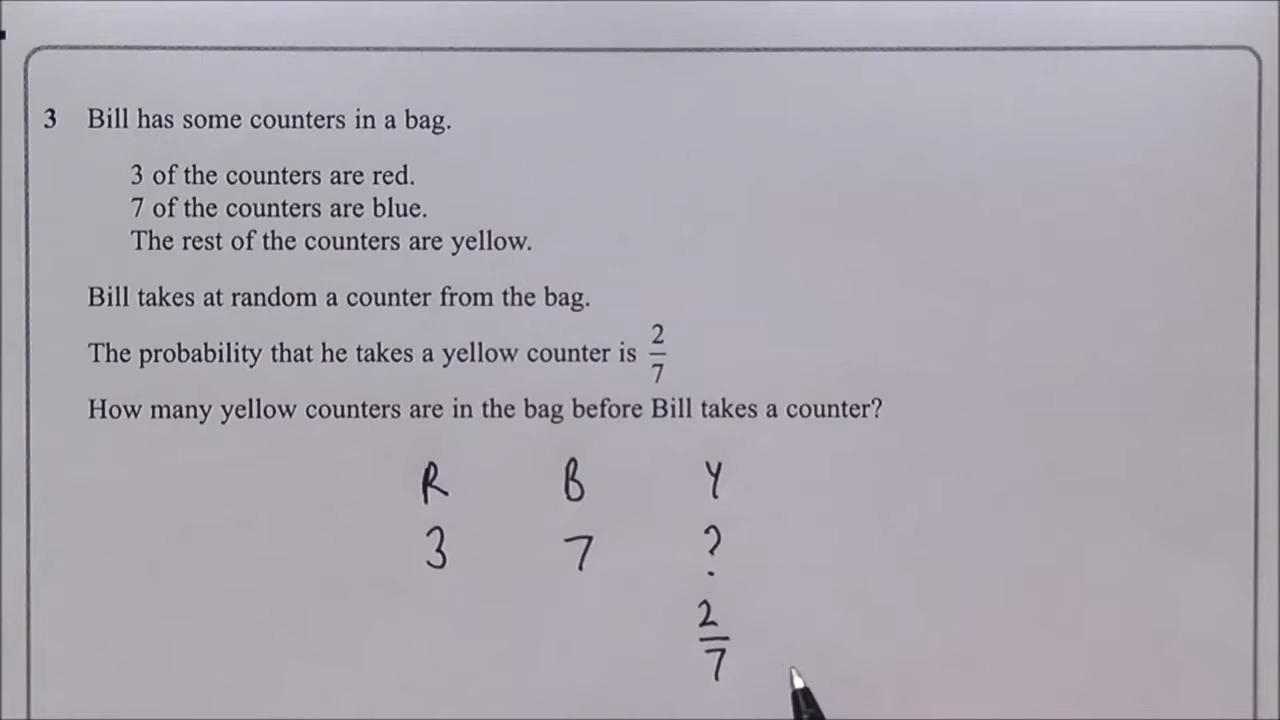 3 Bill has some counters in a bag.
3 of the counters are red.
7 of the counters are blue.
The rest of the counters are yellow.
Bill takes at random a counter from the bag.
The probability that he takes a yellow counter is 2/7
How many yellow counters are in the bag before Bill takes a counter?
R B Y
3 7 ?
2/7